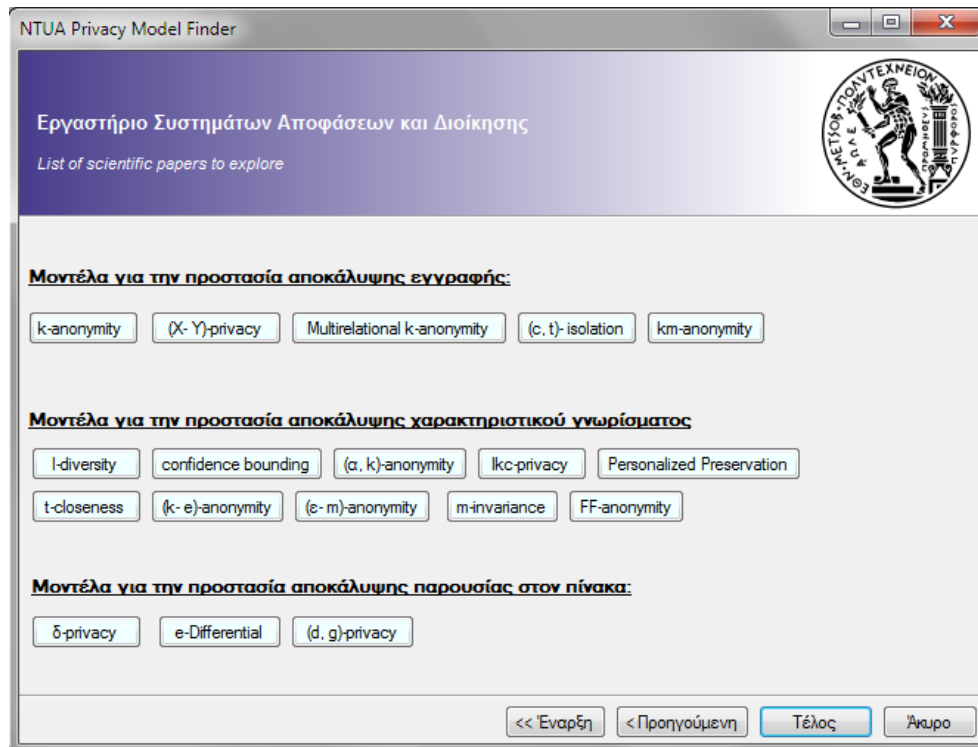 NTUA Privacy Model Finder
Εργαστήριο Συστημάτων Αποφάσεων και Διοίκησης
List of scientific papers to explore
ΕΘΝ·ΜΕΤΣΟΒ·ΠΟΛΥΤΕΧΝΕΙΟΝ
Μοντέλα για την προστασία αποκάλυψης εγγραφής:
k-anonymity (X- Y)-privacy Multirelational k-anonymity (c, t)- isolation km-anonymity
Μοντέλα για την προστασία αποκάλυψης χαρακτηριστικού γνωρίσματος
l-diversity confidence bounding (α, k)-anonymity lkc-privacy Personalized Preservation
t-closeness (k- e)-anonymity (ε- m)-anonymity m-invariance FF-anonymity
Μοντέλα για την προστασία αποκάλυψης παρουσίας στον πίνακα:
δ-privacy e-Differential (d, g)-privacy
<< Έναρξη < Προηγούμενη Τέλος Άκυρο